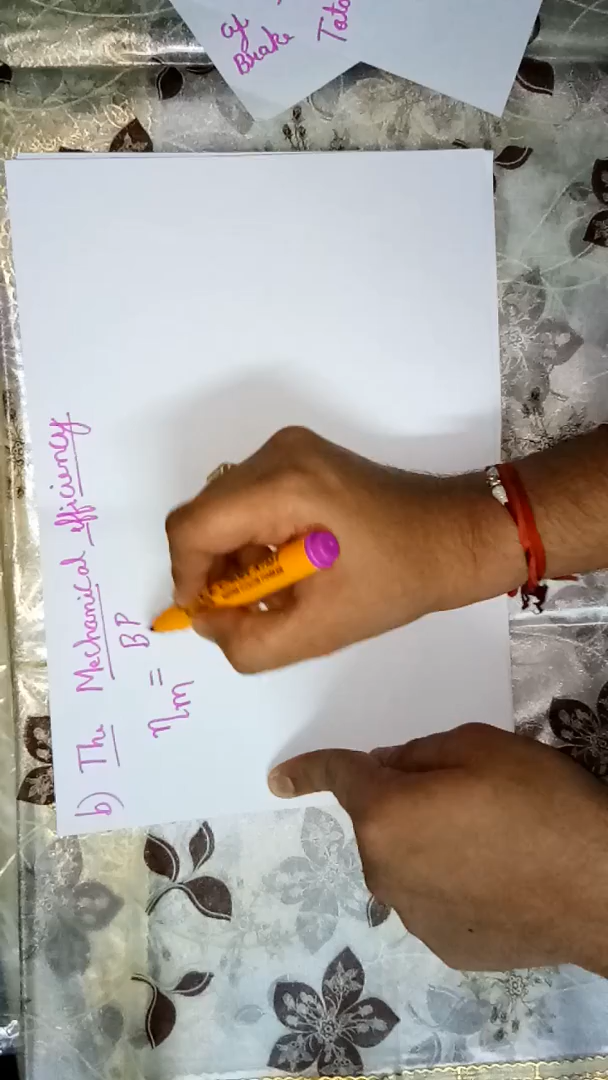 of
Brake
b) The Mechanical efficiency
ηm = BP